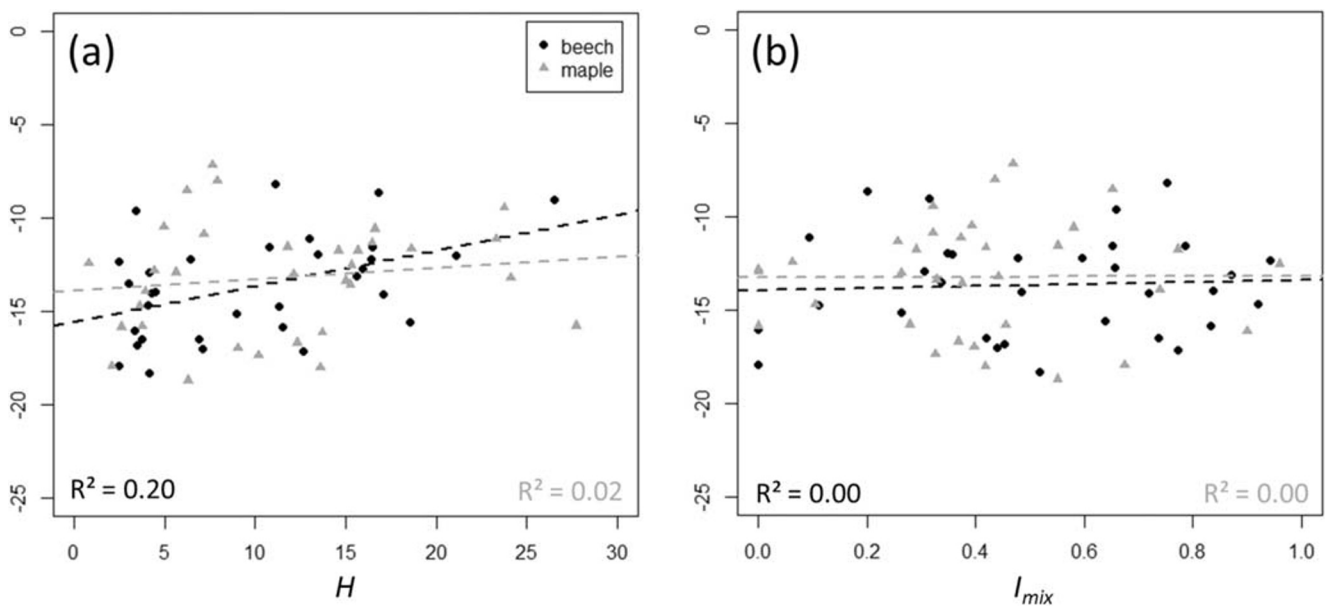 (a)
beech
maple
0
-5
-10
-15
-20
-25
R² = 0.20
R² = 0.02
0 5 10 15 20 25 30
H
(b)
0
-5
-10
-15
-20
-25
R² = 0.00
R² = 0.00
0.0 0.2 0.4 0.6 0.8 1.0
I_mix